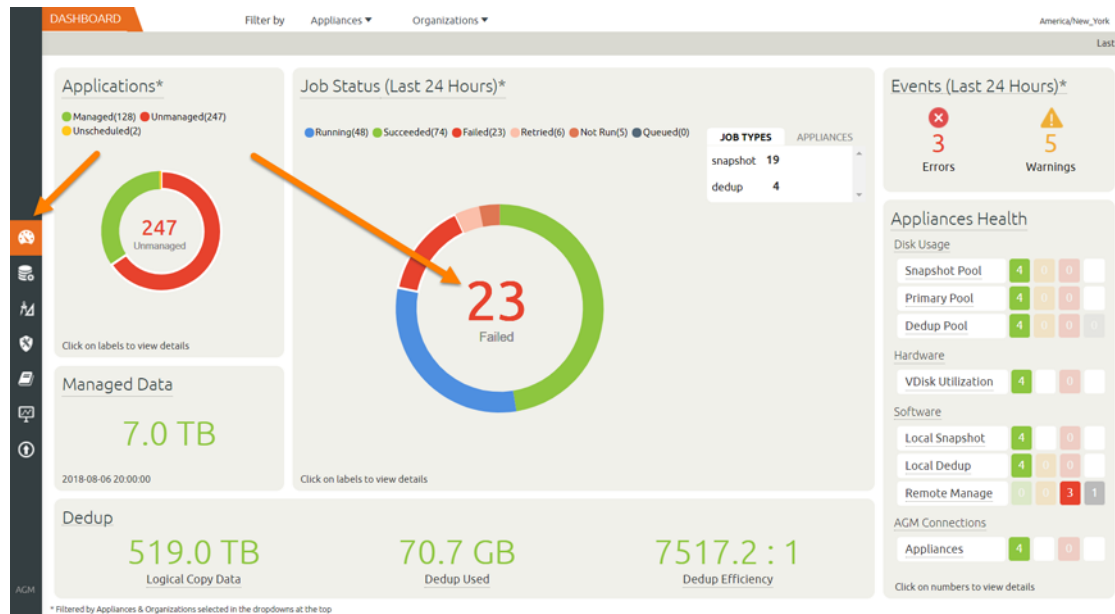 DASHBOARD
Filter by
Appliances ▼
Organizations ▼
America/New_York
Last
Applications*
Managed(128) Unmanaged(247)
Unscheduled(2)
247
Unmanaged
Click on labels to view details
Managed Data
7.0 TB
2018-08-06 20:00:00
Job Status (Last 24 Hours)*
Running(48) Succeeded(74) Failed(23) Retried(6) Not Run(5) Queued(0)
JOB TYPES APPLIANCES
snapshot 19
dedup 4
23
Failed
Click on labels to view details
Dedup
519.0 TB
Logical Copy Data
70.7 GB
Dedup Used
7517.2 : 1
Dedup Efficiency
Events (Last 24 Hours)*
3
Errors
5
Warnings
Appliances Health
Disk Usage
Snapshot Pool 4 0 0
Primary Pool 4 0 0
Dedup Pool 4 0 0 0
Hardware
VDisk Utilization 4 0
Software
Local Snapshot 4 0
Local Dedup 4 0 0
Remote Manage 0 0 3 1
AGM Connections
Appliances 4 0
Click on numbers to view details
AGM
* Filtered by Appliances & Organizations selected in the dropdowns at the top